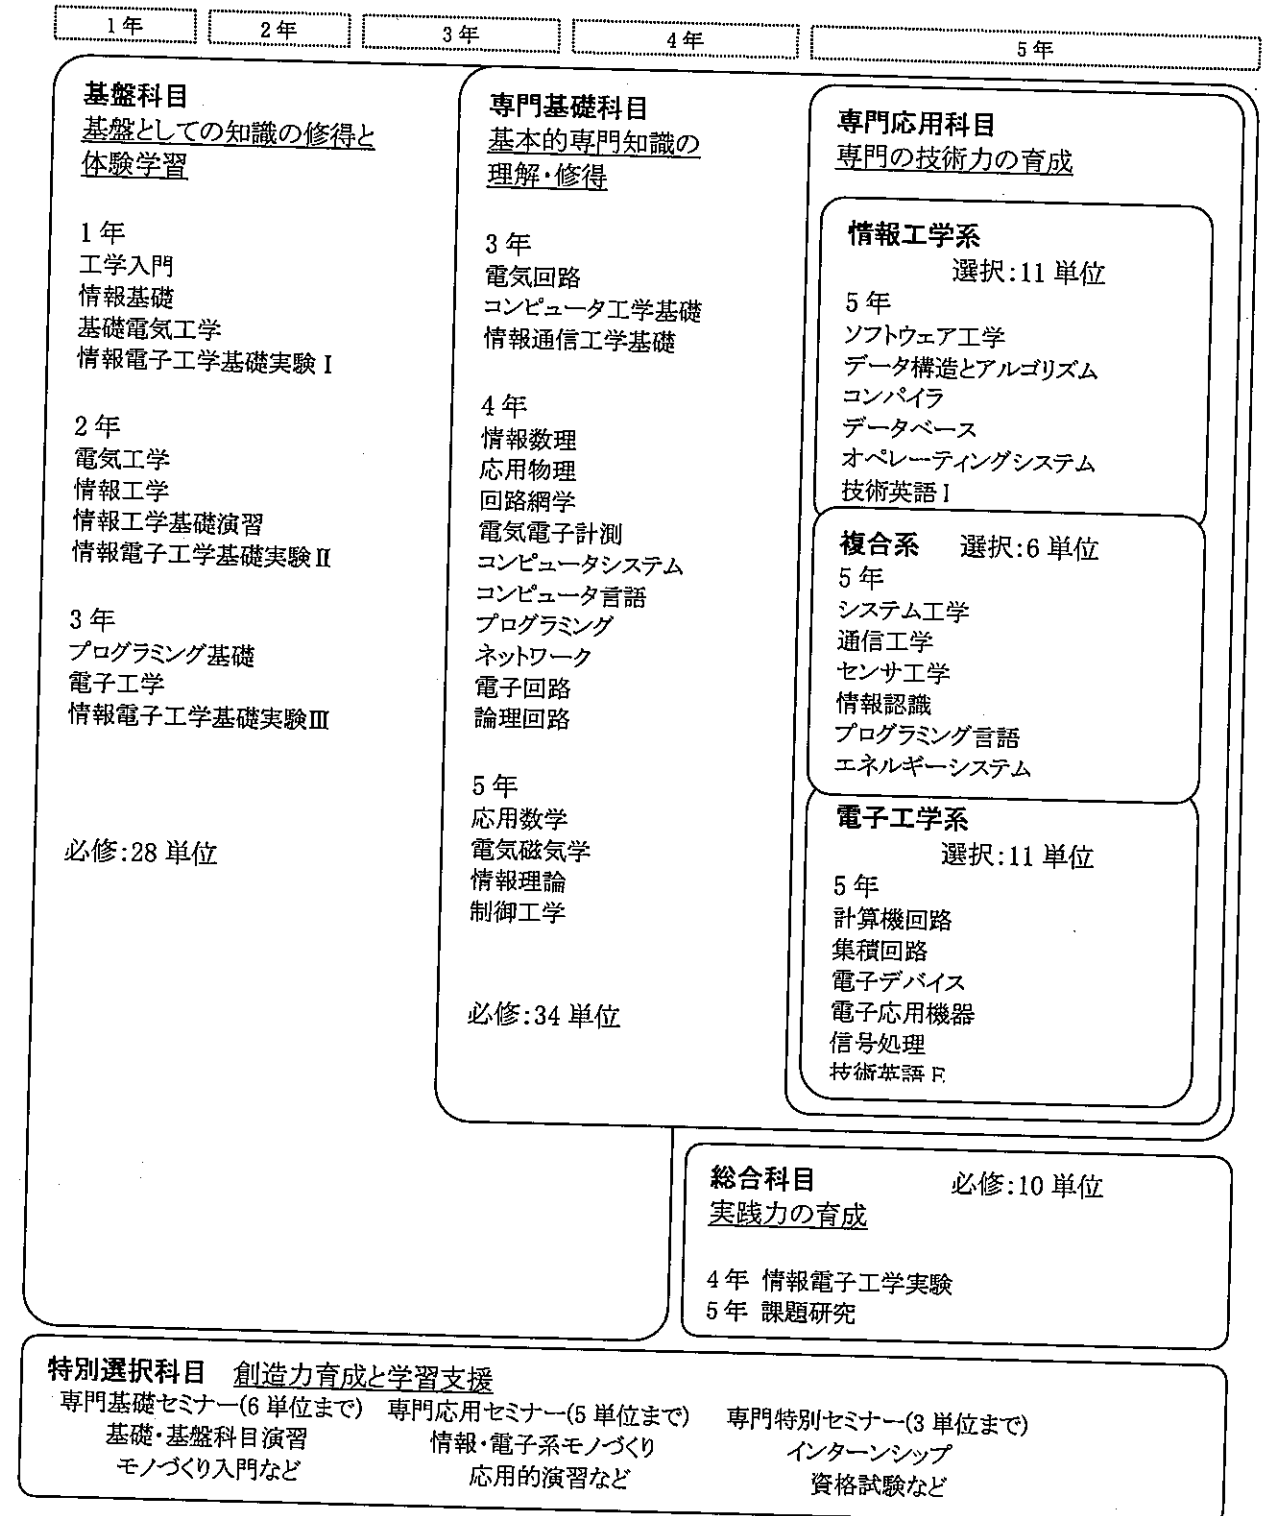 1年
2年
3年
4年
5年
基盤科目
基盤としての知識の修得と
体験学習
1年
工学入門
情報基礎
基礎電気工学
情報電子工学基礎実験Ⅰ
2年
電気工学
情報工学
情報工学基礎演習
情報電子工学基礎実験Ⅱ
3年
プログラミング基礎
電子工学
情報電子工学基礎実験Ⅲ
必修:28単位
専門基礎科目
基本的専門知識の
理解・修得
3年
電気回路
コンピュータ工学基礎
情報通信工学基礎
4年
情報数理
応用物理
回路網学
電気電子計測
コンピュータシステム
コンピュータ言語
プログラミング
ネットワーク
電子回路
論理回路
5年
応用数学
電気磁気学
情報理論
制御工学
必修:34単位
専門応用科目
専門の技術力の育成
情報工学系
選択:11単位
5年
ソフトウェア工学
データ構造とアルゴリズム
コンパイラ
データベース
オペレーティングシステム
技術英語I
複合系 選択:6単位
5年
システム工学
通信工学
センサ工学
情報認識
プログラミング言語
エネルギーシステム
電子工学系
選択:11単位
5年
計算機回路
集積回路
電子デバイス
電子応用機器
信号処理
技術英語E
総合科目 必修:10単位
実践力の育成
4年 情報電子工学実験
5年 課題研究
特別選択科目 創造力育成と学習支援
専門基礎セミナー(6単位まで) 専門応用セミナー(5単位まで) 専門特別セミナー(3単位まで)
基礎・基盤科目演習 情報・電子系モノづくり インターンシップ
モノづくり入門など 応用的演習など 資格試験など